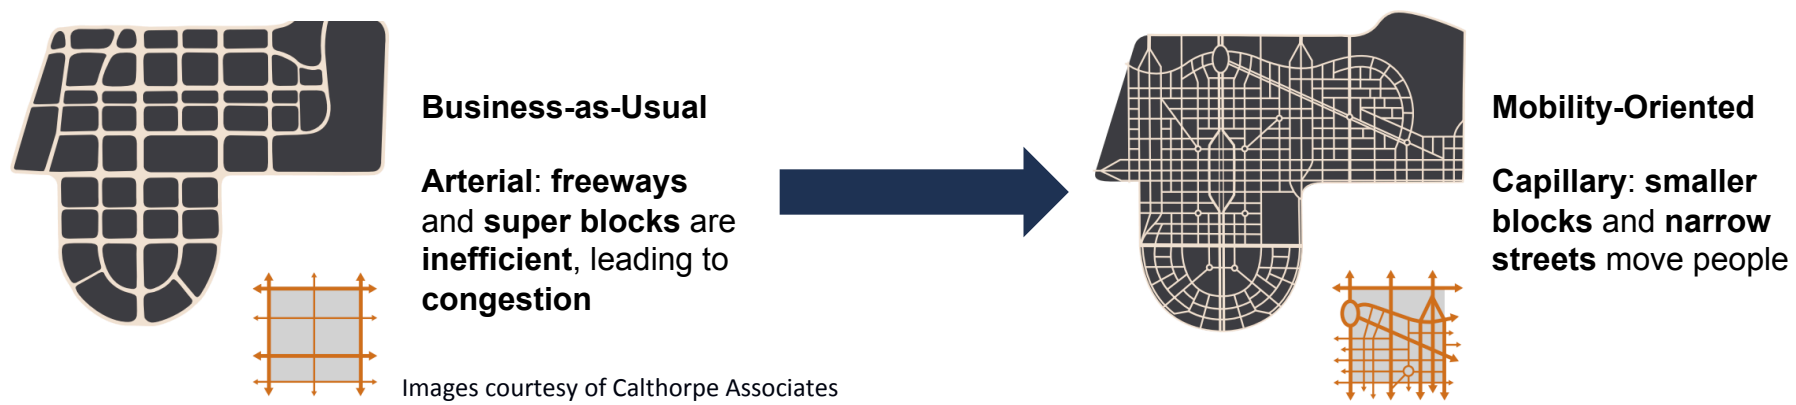 Business-as-Usual
Arterial: freeways
and super blocks are
inefficient, leading to
congestion
Images courtesy of Calthorpe Associates
Mobility-Oriented
Capillary: smaller
blocks and narrow
streets move people